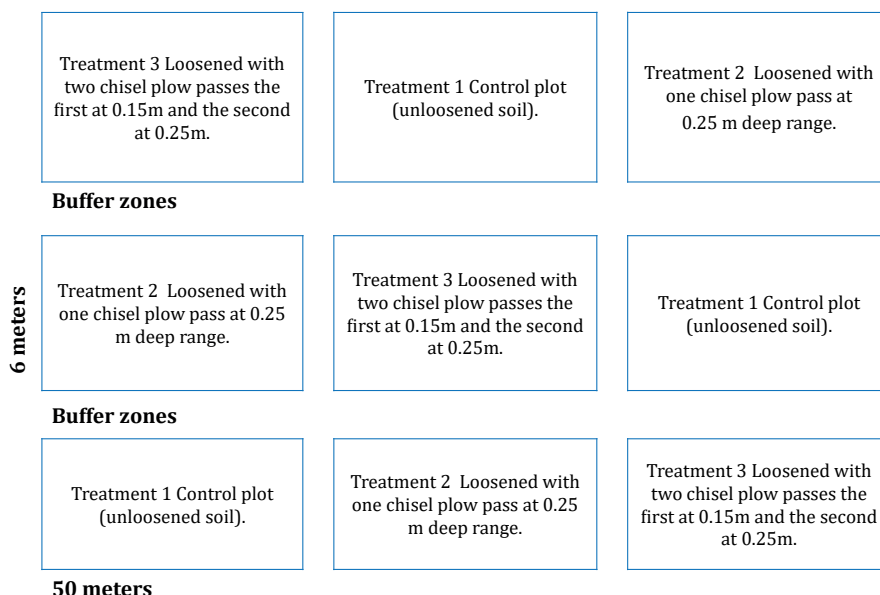 Treatment 3 Loosened with
two chisel plow passes the
first at 0.15m and the second
at 0.25m.
Treatment 1 Control plot
(unloosened soil).
Treatment 2 Loosened with
one chisel plow pass at
0.25 m deep range.
Buffer zones
6 meters
Treatment 2 Loosened with
one chisel plow pass at 0.25
m deep range.
Treatment 3 Loosened with
two chisel plow passes the
first at 0.15m and the second
at 0.25m.
Treatment 1 Control plot
(unloosened soil).
Buffer zones
Treatment 1 Control plot
(unloosened soil).
Treatment 2 Loosened with
one chisel plow pass at 0.25
m deep range.
Treatment 3 Loosened with
two chisel plow passes the
first at 0.15m and the second
at 0.25m.
50 meters